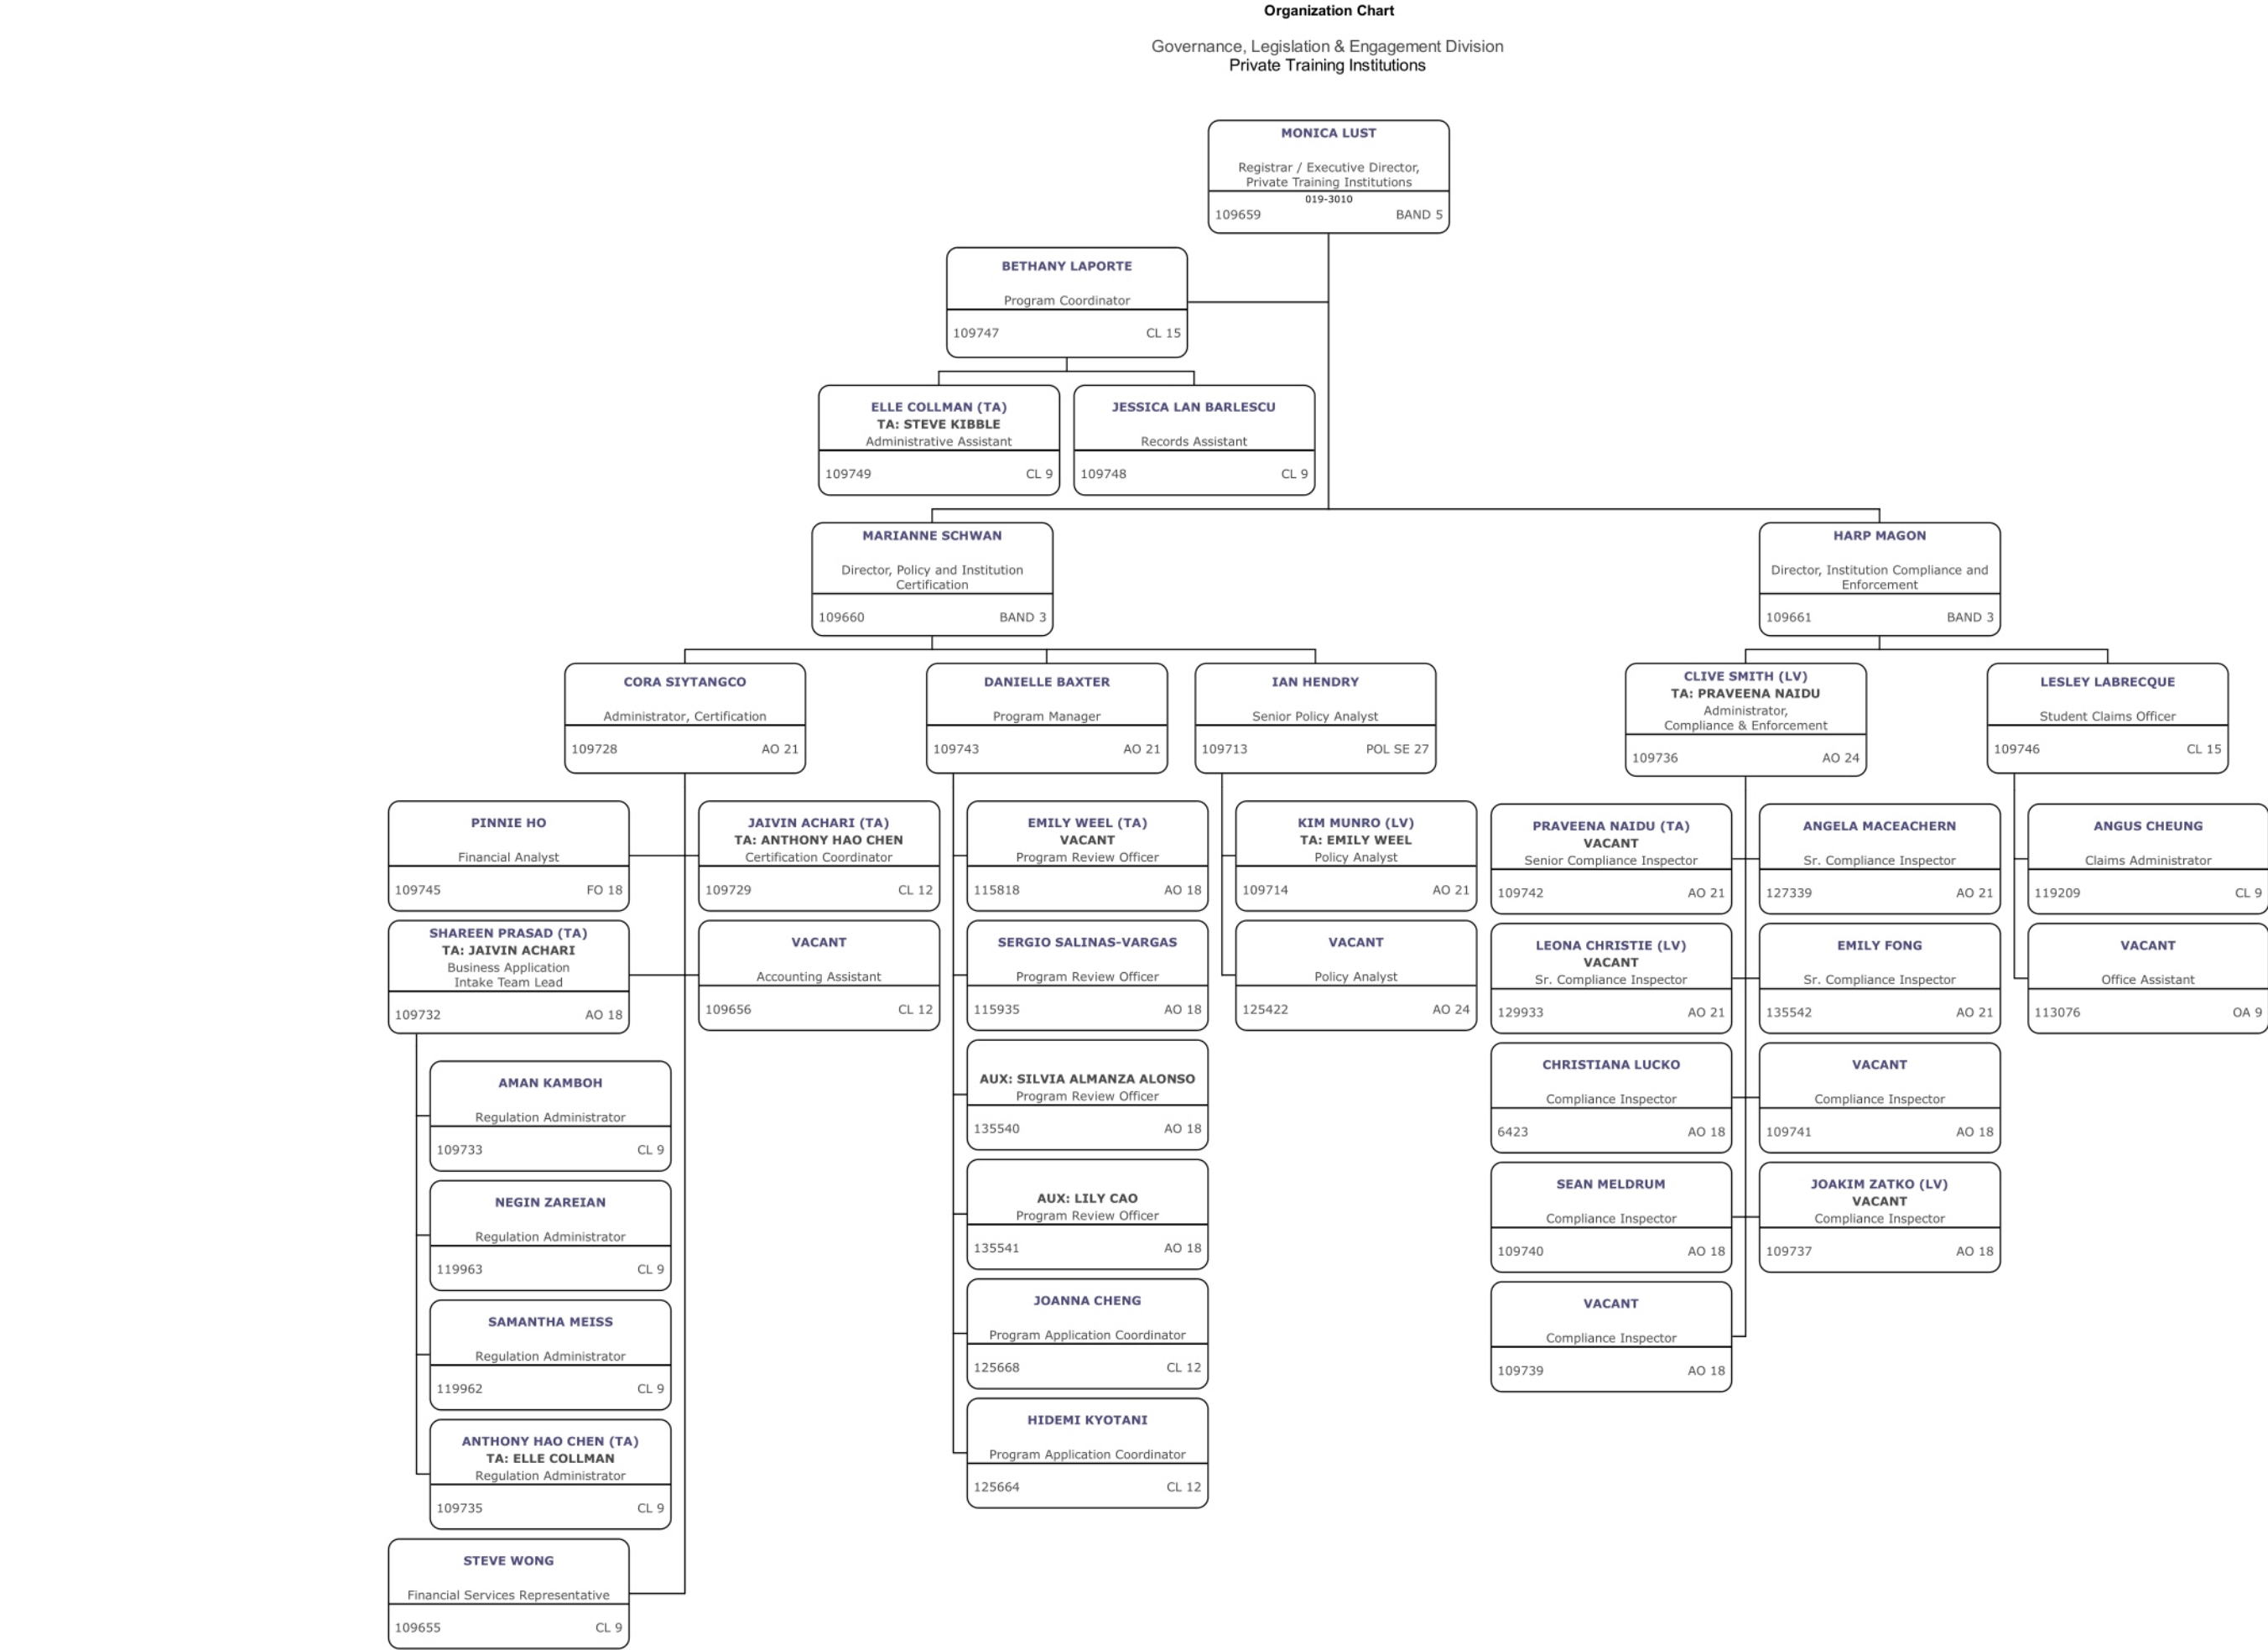 Organization Chart
Governance, Legislation & Engagement Division
Private Training Institutions
MONICA LUST
Registrar / Executive Director,
Private Training Institutions
019-3010
109659 BAND 5
BETHANY LAPORTE
Program Coordinator
109747 CL 15
ELLE COLLMAN (TA)
TA: STEVE KIBBLE
Administrative Assistant
109749 CL 9
JESSICA LAN BARLESCU
Records Assistant
109748 CL 9
MARIANNE SCHWAN
Director, Policy and Institution
Certification
109660 BAND 3
HARP MAGON
Director, Institution Compliance and
Enforcement
109661 BAND 3
CORA SIYTANGCO
Administrator, Certification
109728 AO 21
DANIELLE BAXTER
Program Manager
109743 AO 21
IAN HENDRY
Senior Policy Analyst
109713 POL SE 27
CLIVE SMITH (LV)
TA: PRAVEENA NAIDU
Administrator,
Compliance & Enforcement
109736 AO 24
LESLEY LABRECQUE
Student Claims Officer
109746 CL 15
PINNIE HO
Financial Analyst
109745 FO 18
JAIVIN ACHARI (TA)
TA: ANTHONY HAO CHEN
Certification Coordinator
109729 CL 12
EMILY WEEL (TA)
VACANT
Program Review Officer
115818 AO 18
KIM MUNRO (LV)
TA: EMILY WEEL
Policy Analyst
109714 AO 21
PRAVEENA NAIDU (TA)
VACANT
Senior Compliance Inspector
109742 AO 21
ANGELA MACEACHERN
Sr. Compliance Inspector
127339 AO 21
ANGUS CHEUNG
Claims Administrator
119209 CL 9
SHAREEN PRASAD (TA)
TA: JAIVIN ACHARI
Business Application
Intake Team Lead
109732 AO 18
VACANT
Accounting Assistant
109656 CL 12
SERGIO SALINAS-VARGAS
Program Review Officer
115935 AO 18
VACANT
Policy Analyst
125422 AO 24
LEONA CHRISTIE (LV)
VACANT
Sr. Compliance Inspector
129933 AO 21
EMILY FONG
Sr. Compliance Inspector
135542 AO 21
VACANT
Office Assistant
113076 OA 9
AMAN KAMBOH
Regulation Administrator
109733 CL 9
AUX: SILVIA ALMANZA ALONSO
Program Review Officer
135540 AO 18
CHRISTIANA LUCKO
Compliance Inspector
6423 AO 18
VACANT
Compliance Inspector
109741 AO 18
NEGIN ZAREIAN
Regulation Administrator
119963 CL 9
AUX: LILY CAO
Program Review Officer
135541 AO 18
SEAN MELDRUM
Compliance Inspector
109740 AO 18
JOAKIM ZATKO (LV)
VACANT
Compliance Inspector
109737 AO 18
SAMANTHA MEISS
Regulation Administrator
119962 CL 9
JOANNA CHENG
Program Application Coordinator
125668 CL 12
VACANT
Compliance Inspector
109739 AO 18
ANTHONY HAO CHEN (TA)
TA: ELLE COLLMAN
Regulation Administrator
109735 CL 9
HIDEMI KYOTANI
Program Application Coordinator
125664 CL 12
STEVE WONG
Financial Services Representative
109655 CL 9